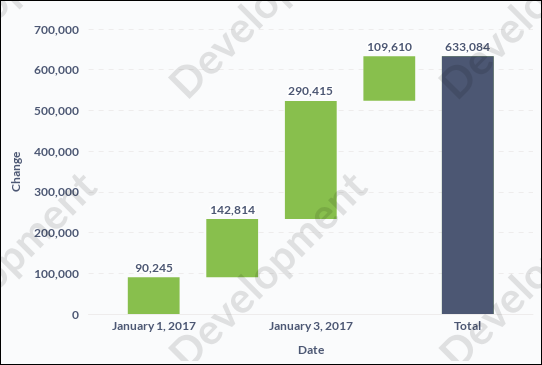 Development
Development
700,000
109,610
633,084
600,000
290,415
500,000
400,000
Change
300,000
142,814
200,000
90,245
100,000
0
January 1, 2017
January 3, 2017
Total
Date
Development
Development
Development